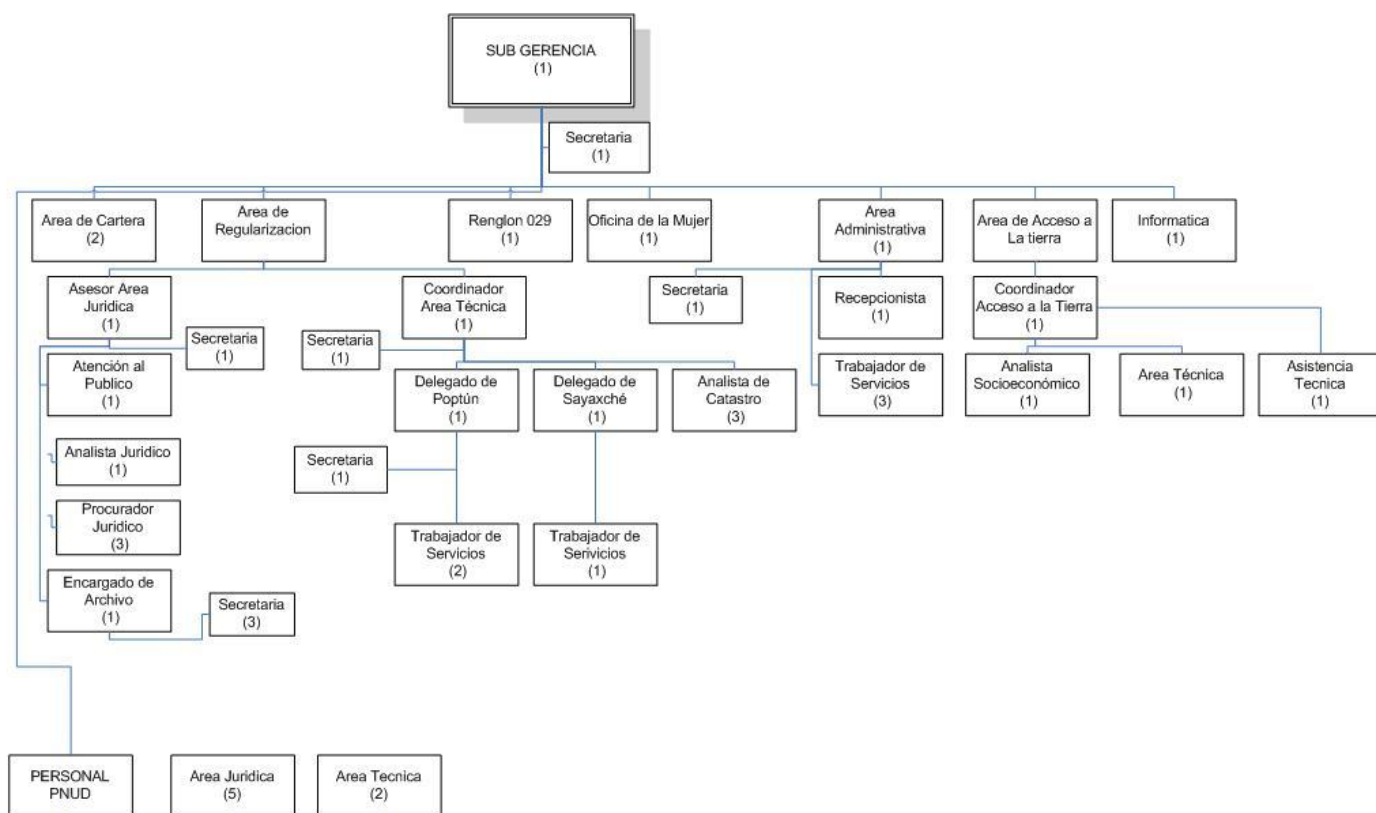 SUB GERENCIA
(1)
Secretaria
(1)
Area de Cartera
(2)
Area de
Regularizacion
Renglon 029
(1)
Oficina de la Mujer
(1)
Area
Administrativa
(1)
Area de Acceso a
La tierra
Informatica
(1)
Asesor Area
Juridica
(1)
Coordinador
Area Técnica
(1)
Secretaria
(1)
Recepcionista
(1)
Coordinador
Acceso a la Tierra
(1)
Secretaria
(1)
Secretaria
(1)
Atención al
Publico
(1)
Delegado de
Poptún
(1)
Delegado de
Sayaxché
(1)
Analista de
Catastro
(3)
Trabajador de
Servicios
(3)
Analista
Socioeconómico
(1)
Area Técnica
(1)
Asistencia
Tecnica
(1)
Analista Juridico
(1)
Secretaria
(1)
Procurador
Juridico
(3)
Trabajador de
Servicios
(2)
Trabajador de
Serivicios
(1)
Encargado de
Archivo
(1)
Secretaria
(3)
PERSONAL
PNUD
Area Juridica
(5)
Area Tecnica
(2)